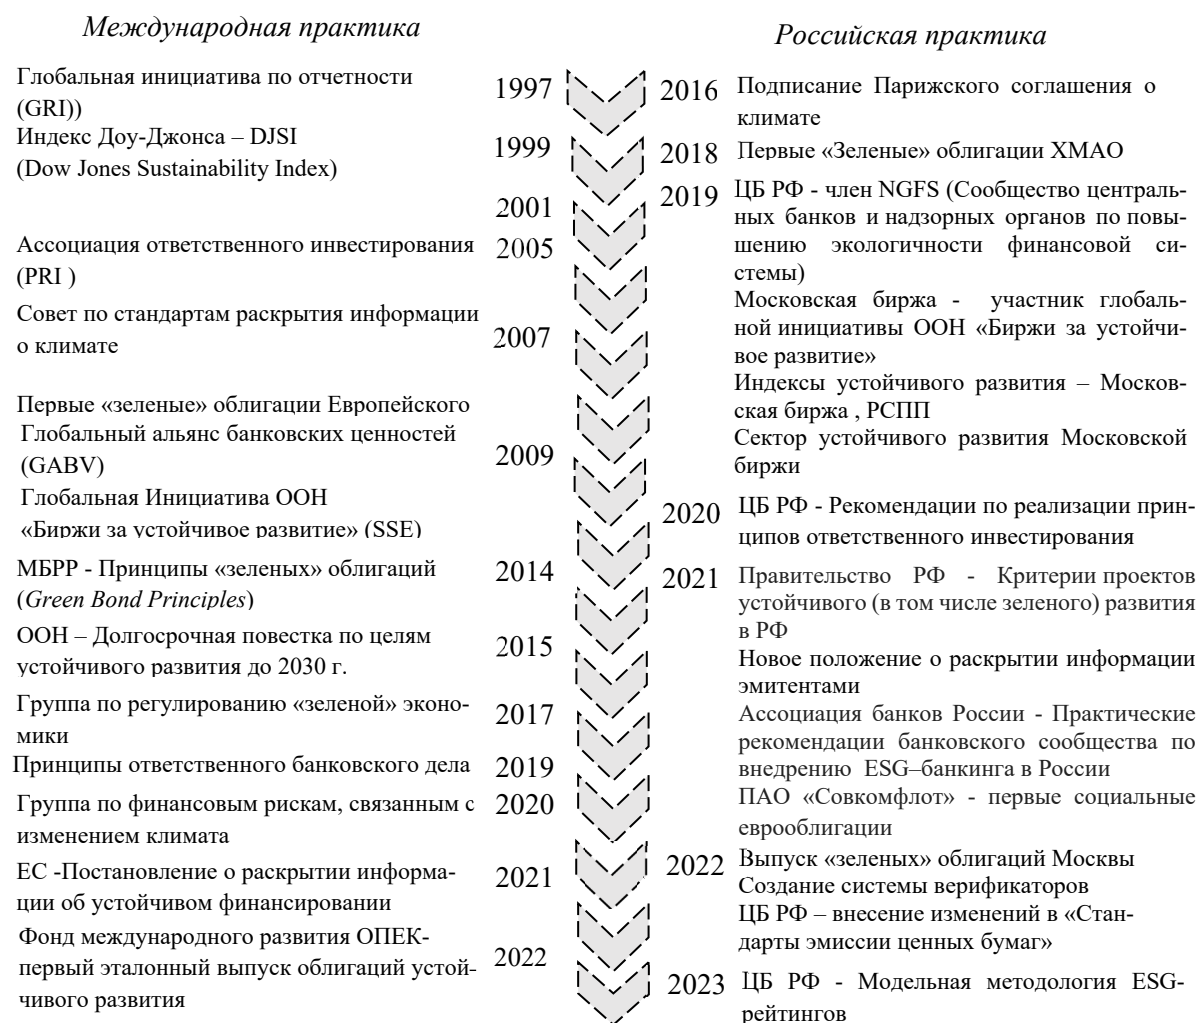 Международная практика
Глобальная инициатива по отчетности
(GRI))
1997
Индекс Доу-Джонса – DJSI
(Dow Jones Sustainability Index)
1999
2001
Ассоциация ответственного инвестирования
(PRI )
2005
Совет по стандартам раскрытия информации
о климате
2007
Первые «зеленые» облигации Европейского
Глобальный альянс банковских ценностей
(GABV)
2009
Глобальная Инициатива ООН
«Биржи за устойчивое развитие» (SSE)
МБРР - Принципы «зеленых» облигаций
(Green Bond Principles)
2014
ООН – Долгосрочная повестка по целям
устойчивого развития до 2030 г.
2015
Группа по регулированию «зеленой» эконо-
мики
2017
Принципы ответственного банковского дела
2019
Группа по финансовым рискам, связанным с
изменением климата
2020
ЕС -Постановление о раскрытии информа-
ции об устойчивом финансировании
2021
Фонд международного развития ОПЕК-
первый эталонный выпуск облигаций устой-
чивого развития
2022
Российская практика
2016
Подписание Парижского соглашения о
климате
2018
Первые «Зеленые» облигации ХМАО
2019
ЦБ РФ - член NGFS (Сообщество централь-
ных банков и надзорных органов по повы-
шению экологичности финансовой си-
стемы)
Московская биржа - участник глобаль-
ной инициативы ООН «Биржи за устойчи-
вое развитие»
Индексы устойчивого развития – Москов-
ская биржа , РСПП
Сектор устойчивого развития Московской
биржи
2020
ЦБ РФ - Рекомендации по реализации прин-
ципов ответственного инвестирования
2021
Правительство РФ - Критерии проектов
устойчивого (в том числе зеленого) развития
в РФ
Новое положение о раскрытии информации
эмитентами
Ассоциация банков России - Практические
рекомендации банковского сообщества по
внедрению ESG–банкинга в России
ПАО «Совкомфлот» - первые социальные
еврооблигации
2022
Выпуск «зеленых» облигаций Москвы
Создание системы верификаторов
ЦБ РФ – внесение изменений в «Стан-
дарты эмиссии ценных бумаг»
2023
ЦБ РФ - Модельная методология ESG-
рейтингов